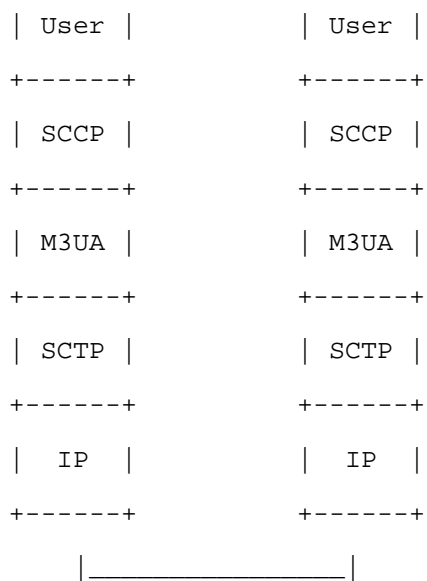 | User |          | User |
+------+          +------+
| SCCP |          | SCCP |
+------+          +------+
| M3UA |          | M3UA |
+------+          +------+
| SCTP |          | SCTP |
+------+          +------+
|  IP  |          |  IP  |
+------+          +------+
    |________________|